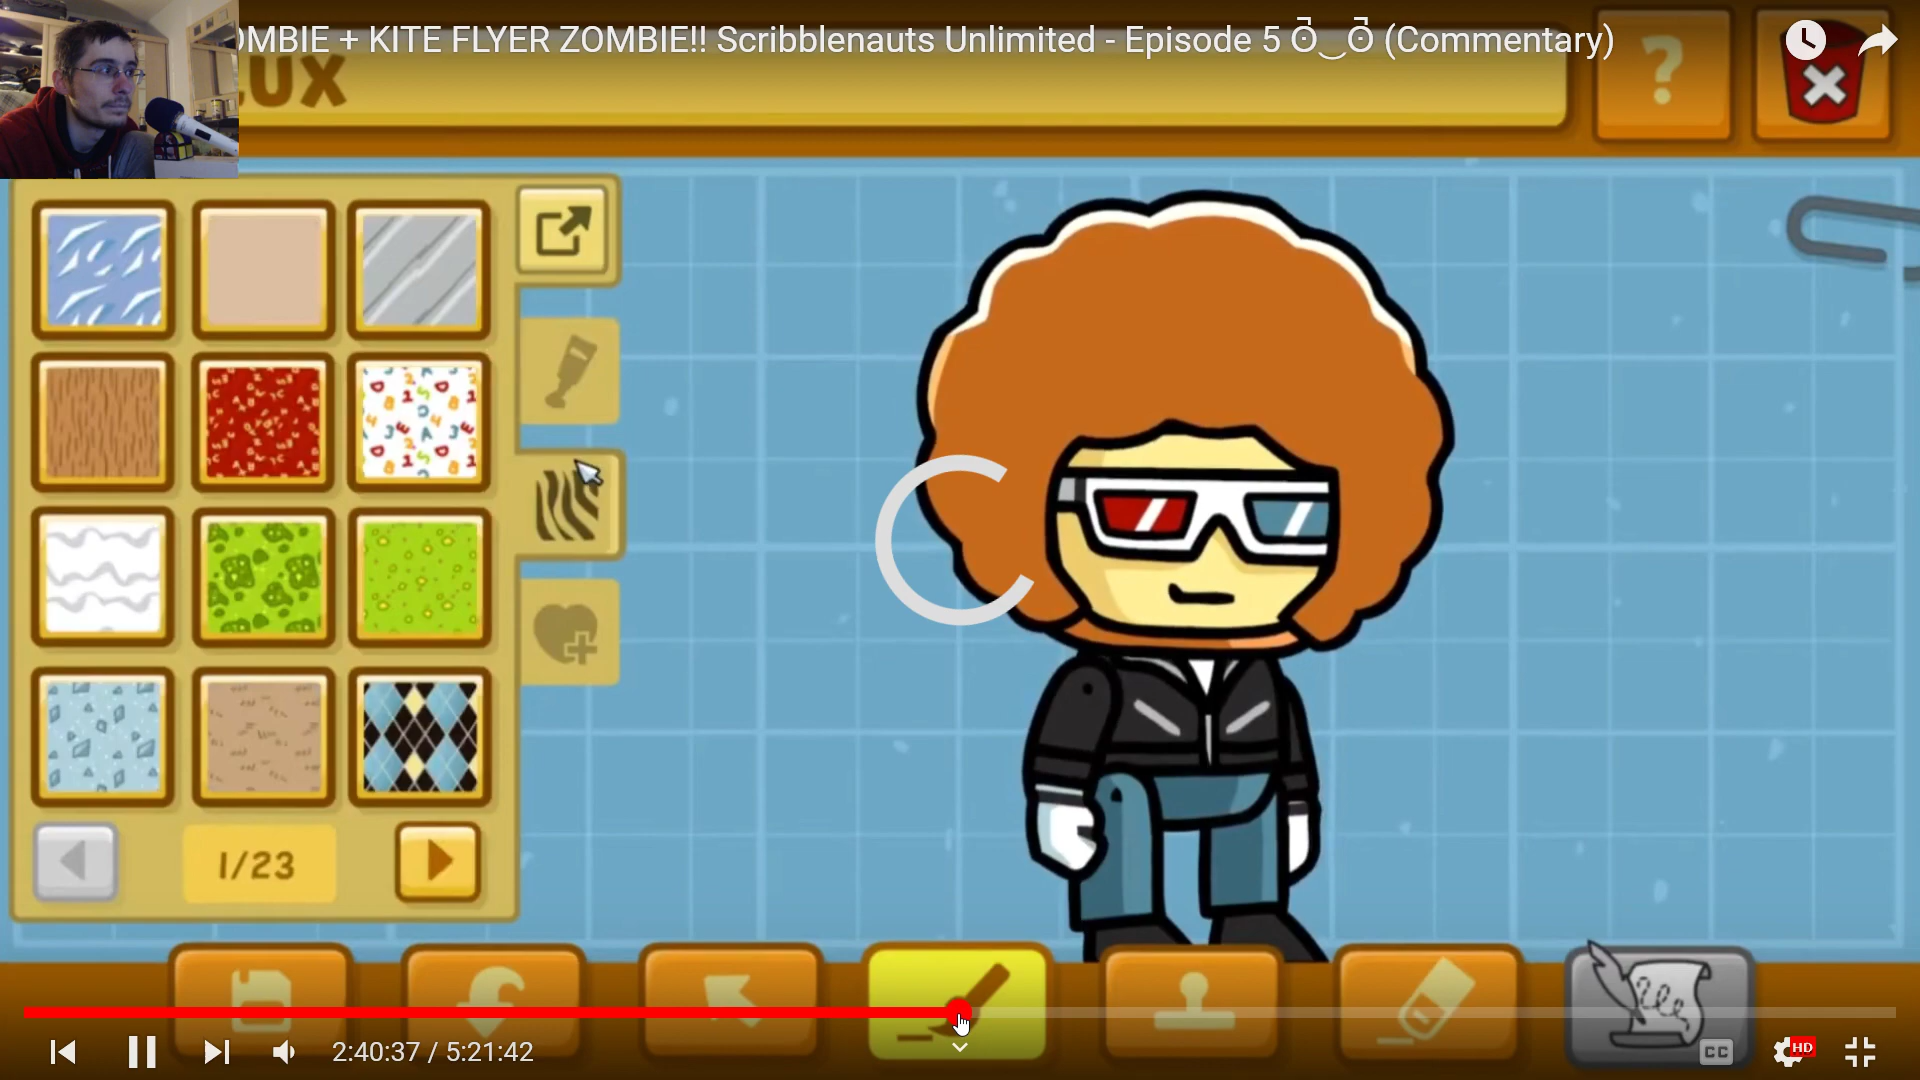 OMBIE + KITE FLYER ZOMBIE!! Scribblenauts Unlimited - Episode 5 Ō͡‿Ō (Commentary)
UX
?
1/23
2:40:37 / 5:21:42
CC
HD